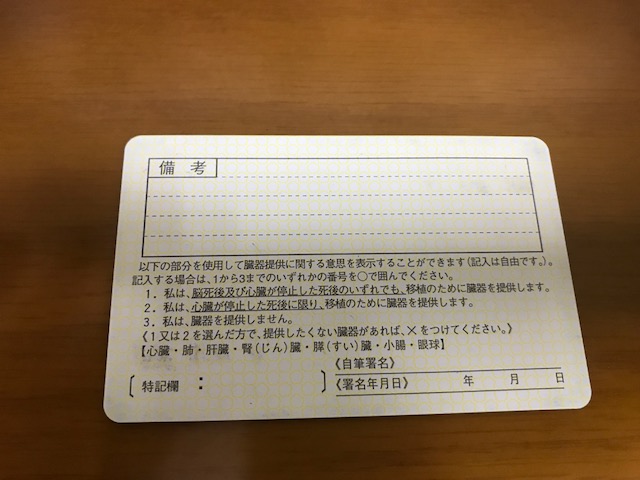 備考
以下の部分を使用して臓器提供に関する意思を表示することができます(記入は自由です。)。
記入する場合は、1から3までのいずれかの番号を○で囲んでください。
1．私は、脳死後及び心臓が停止した死後のいずれでも、移植のために臓器を提供します。
2．私は、心臓が停止した死後に限り、移植のために臓器を提供します。
3．私は、臓器を提供しません。
《1又は2を選んだ方で、提供したくない臓器があれば、×をつけてください。》
【心臓・肺・肝臓・腎(じん)臓・膵(すい)臓・小腸・眼球】
〔特記欄：　　　〕
《自筆署名》
《署名年月日》　年　月　日